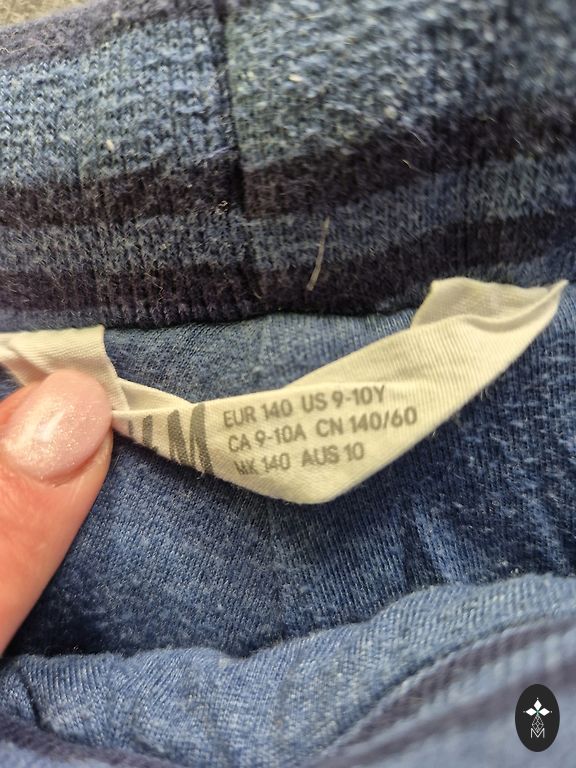 EUR 140 US 9-10Y
CA 9-10A CN 140/60
MX 140 AUS 10
M